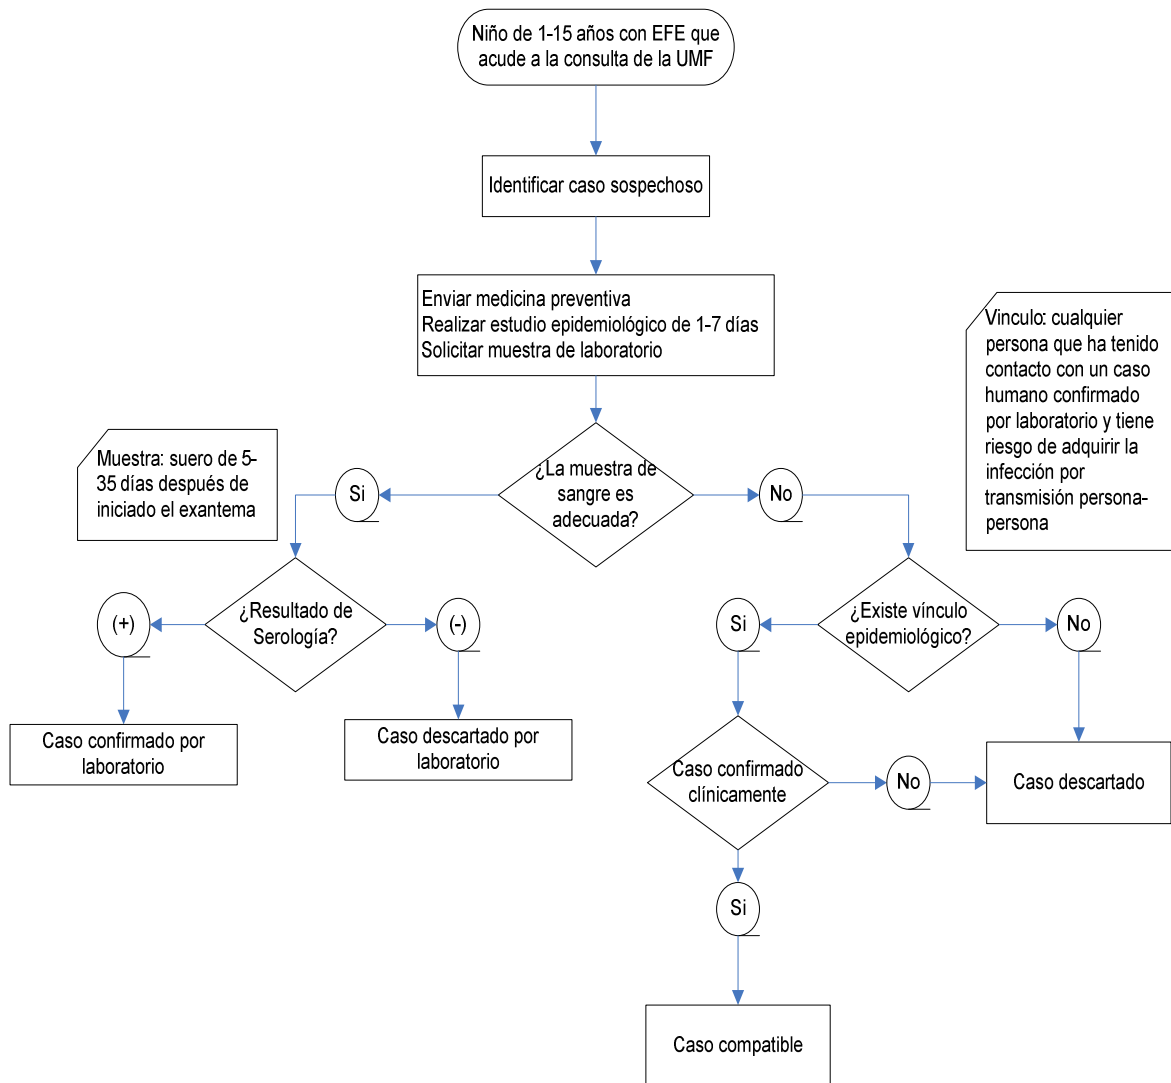 Niño de 1-15 años con EFE que
acude a la consulta de la UMF
Identificar caso sospechoso
Enviar medicina preventiva
Realizar estudio epidemiológico de 1-7 días
Solicitar muestra de laboratorio
Vinculo: cualquier
persona que ha tenido
contacto con un caso
humano confirmado
por laboratorio y tiene
riesgo de adquirir la
infección por
transmisión persona-
persona
Muestra: suero de 5-
35 días después de
iniciado el exantema
Si
¿La muestra de
sangre es
adecuada?
No
(+)
¿Resultado de
Serología?
(-)
Si
¿Existe vínculo
epidemiológico?
No
Caso confirmado por
laboratorio
Caso descartado por
laboratorio
Caso confirmado
clínicamente
No
Caso descartado
Si
Caso compatible